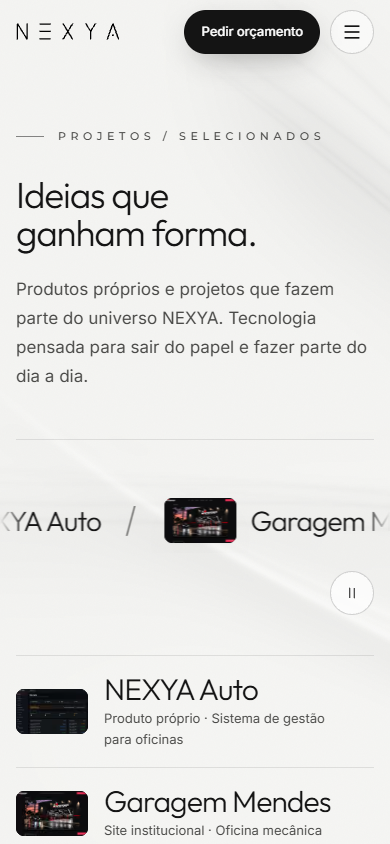 NEXYA
Pedir orçamento
PROJETOS / SELECIONADOS
Ideias que
ganham forma.
Produtos próprios e projetos que fazem
parte do universo NEXYA. Tecnologia
pensada para sair do papel e fazer parte do
dia a dia.
XYA Auto / Garagem M
NEXYA Auto
Produto próprio · Sistema de gestão
para oficinas
Garagem Mendes
Site institucional · Oficina mecânica